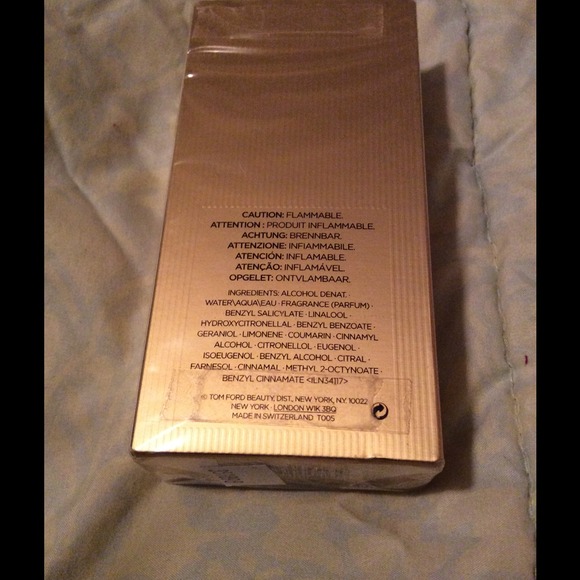 CAUTION: FLAMMABLE.
ATTENTION : PRODUIT INFLAMMABLE.
ACHTUNG: BRENNBAR.
ATTENZIONE: INFIAMMABILE.
ATENCIÓN: INFLAMABLE.
ATENÇÃO: INFLAMÁVEL.
OPGELET: ONTVLAMBAAR.
INGREDIENTS: ALCOHOL DENAT.
WATER\AQUA\EAU · FRAGRANCE (PARFUM) ·
BENZYL SALICYLATE · LINALOOL ·
HYDROXYCITRONELLAL · BENZYL BENZOATE ·
GERANIOL · LIMONENE · COUMARIN · CINNAMYL
ALCOHOL · CITRONELLOL · EUGENOL ·
ISOEUGENOL · BENZYL ALCOHOL · CITRAL ·
FARNESOL · CINNAMAL · METHYL 2-OCTYNOATE ·
BENZYL CINNAMATE <ILN34117>
© TOM FORD BEAUTY, DIST., NEW YORK, N.Y. 10022
NEW YORK · LONDON W1K 3BQ
MADE IN SWITZERLAND T005